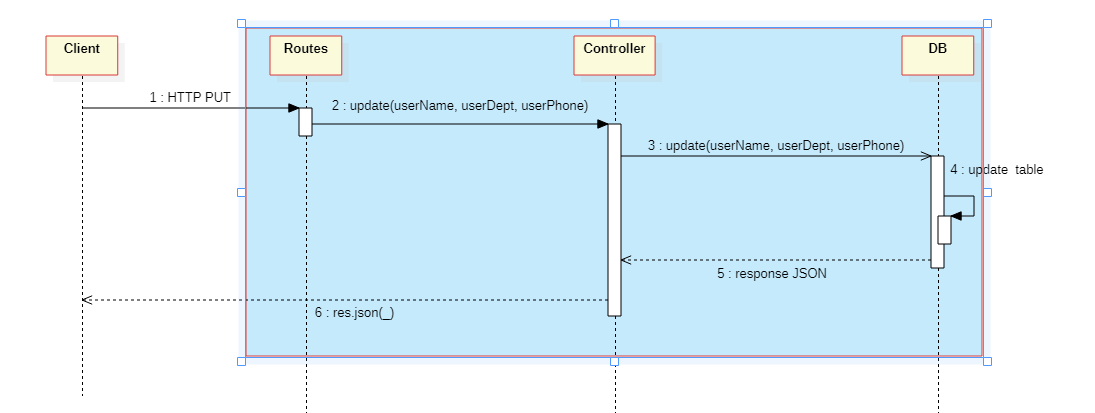 Client
Routes
Controller
DB
1 : HTTP PUT
2 : update(userName, userDept, userPhone)
3 : update(userName, userDept, userPhone)
4 : update table
5 : response JSON
6 : res.json(_)